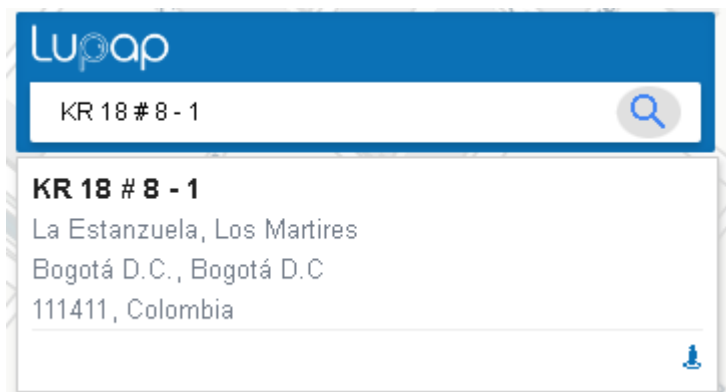 Lupap
KR 18 # 8 - 1
KR 18 # 8 - 1
La Estanzuela, Los Martires
Bogotá D.C., Bogotá D.C
111411, Colombia